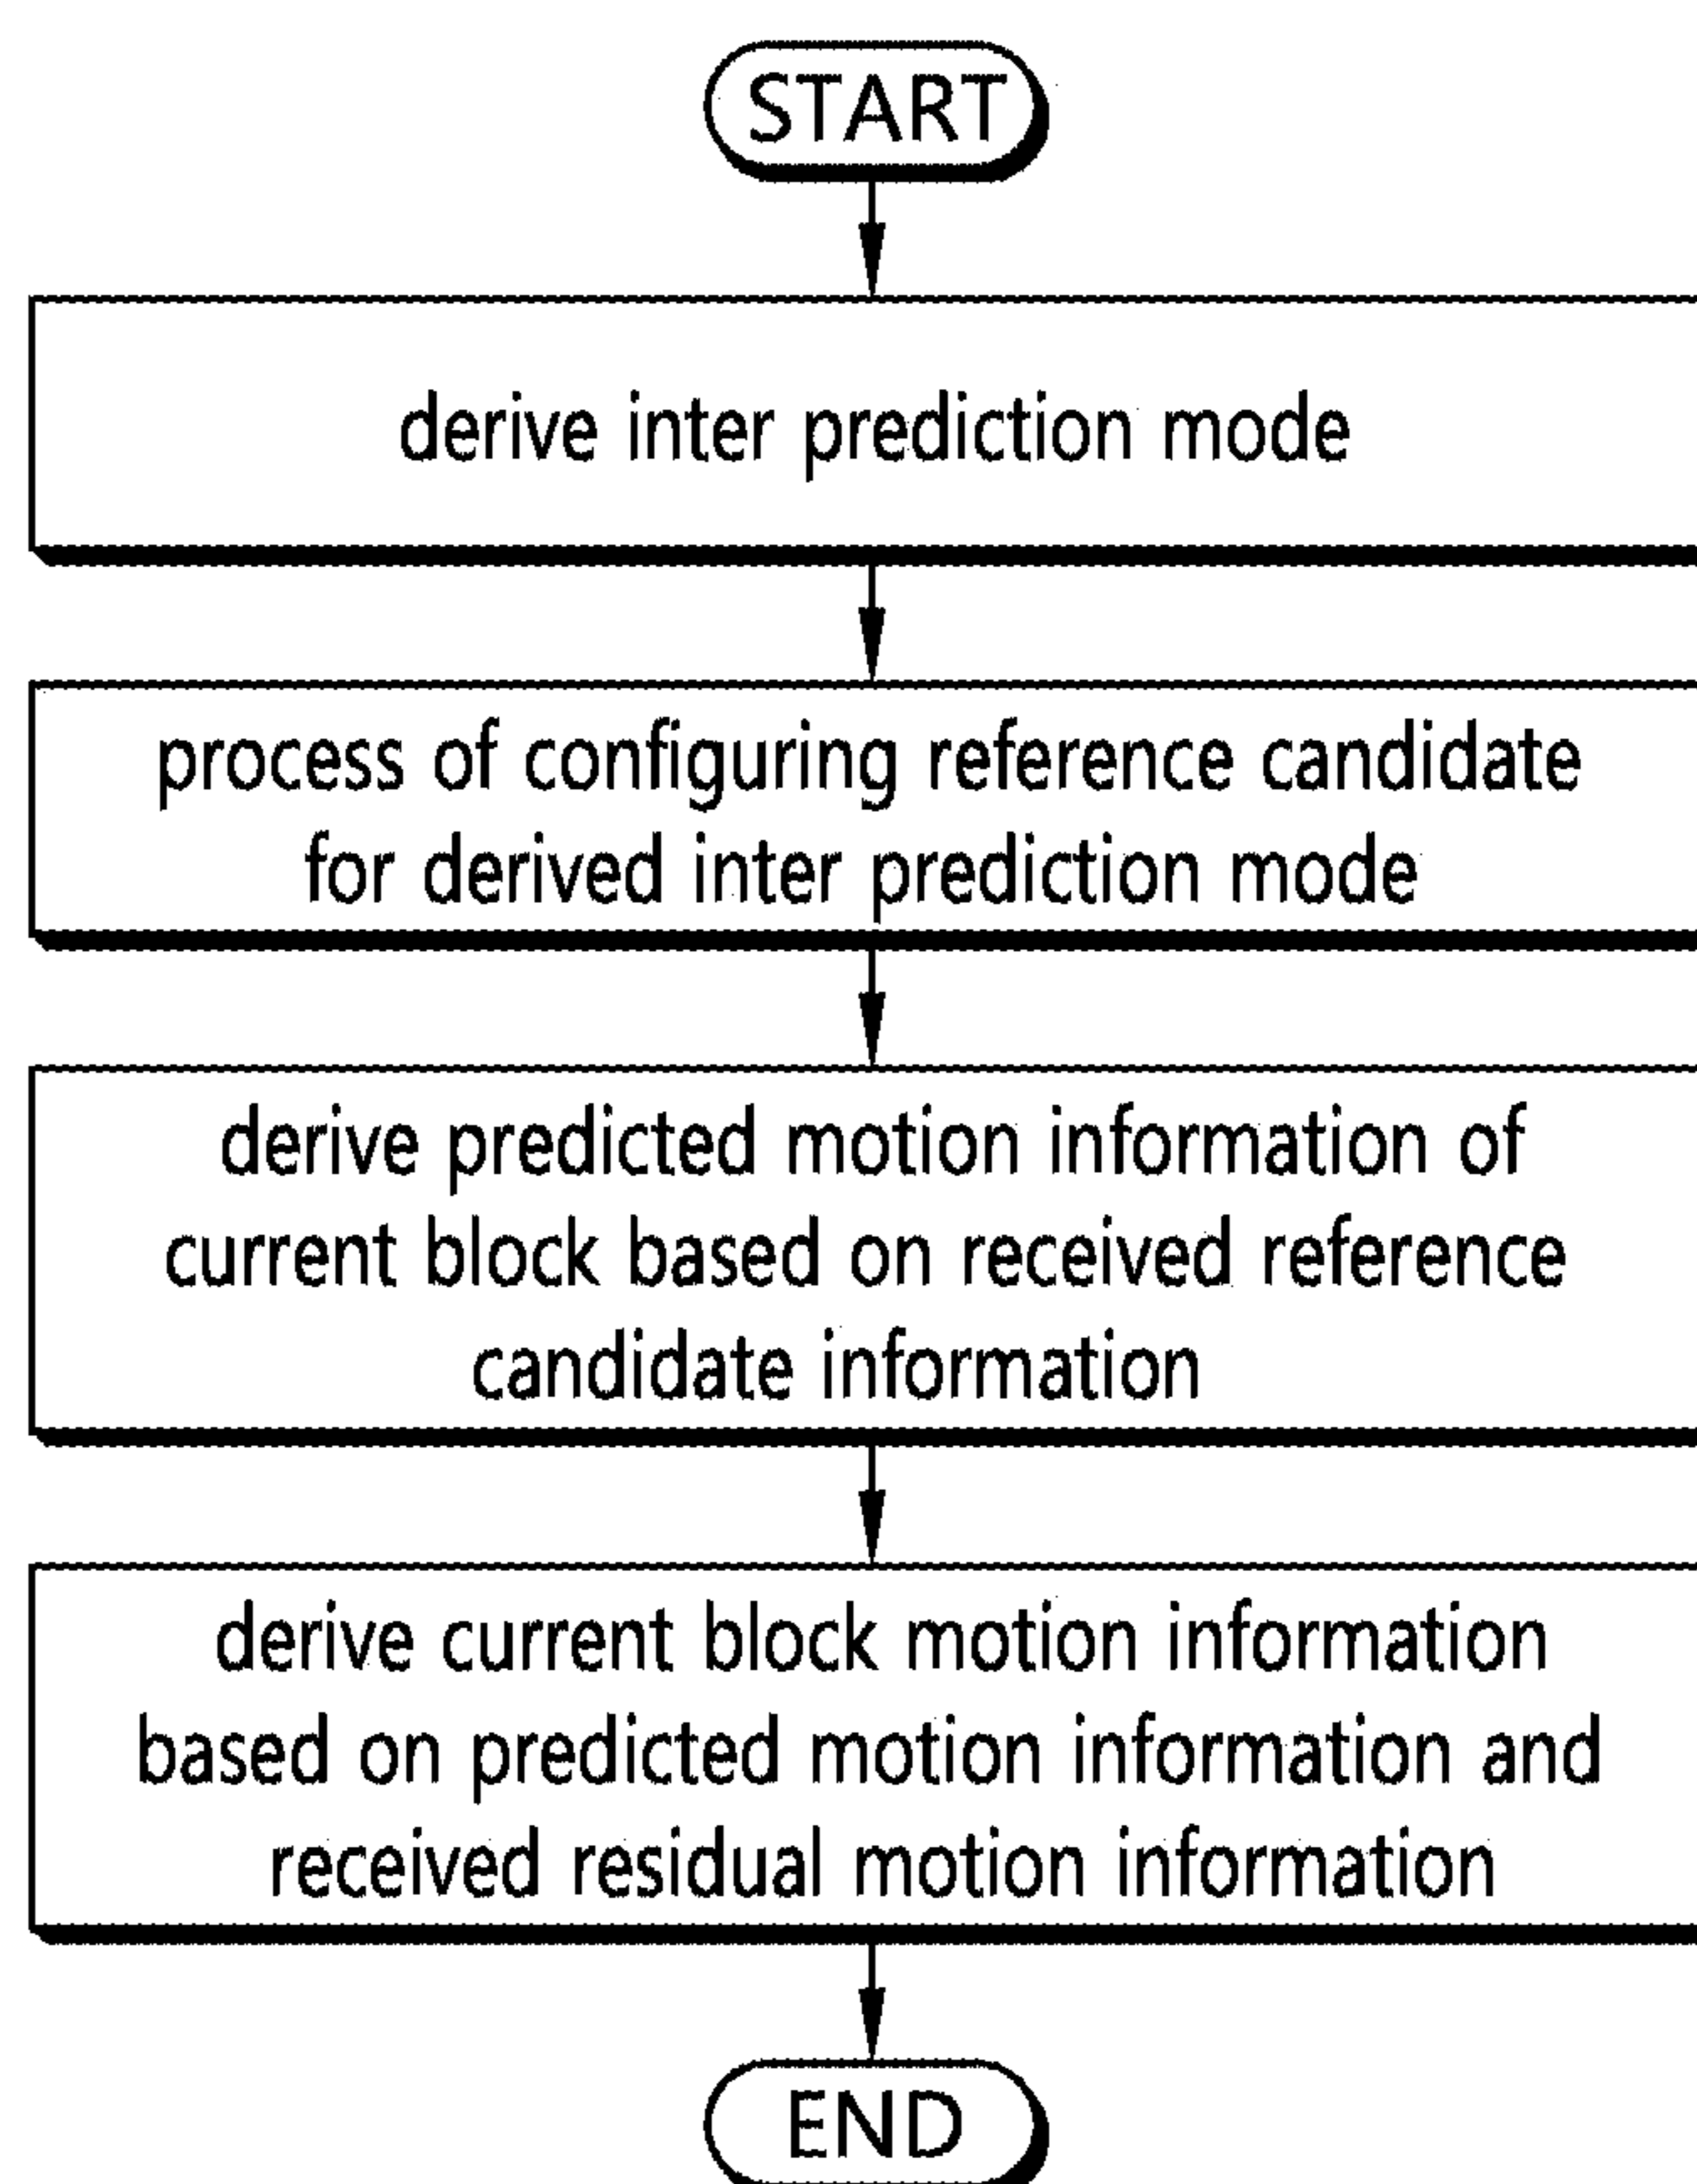 START
derive inter prediction mode
process of configuring reference candidate
for derived inter prediction mode
derive predicted motion information of
current block based on received reference
candidate information
derive current block motion information
based on predicted motion information and
received residual motion information
END